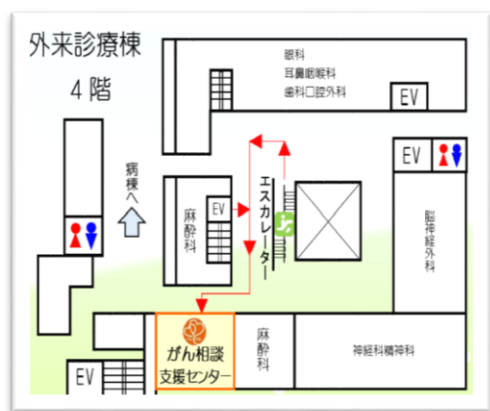 外来診療棟
4階
眼科
耳鼻咽喉科
歯科口腔外科
EV
EV
病棟へ
麻酔科
EV
エスカレーター
脳神経外科
がん相談
支援センター
麻酔科
神経科精神科
EV